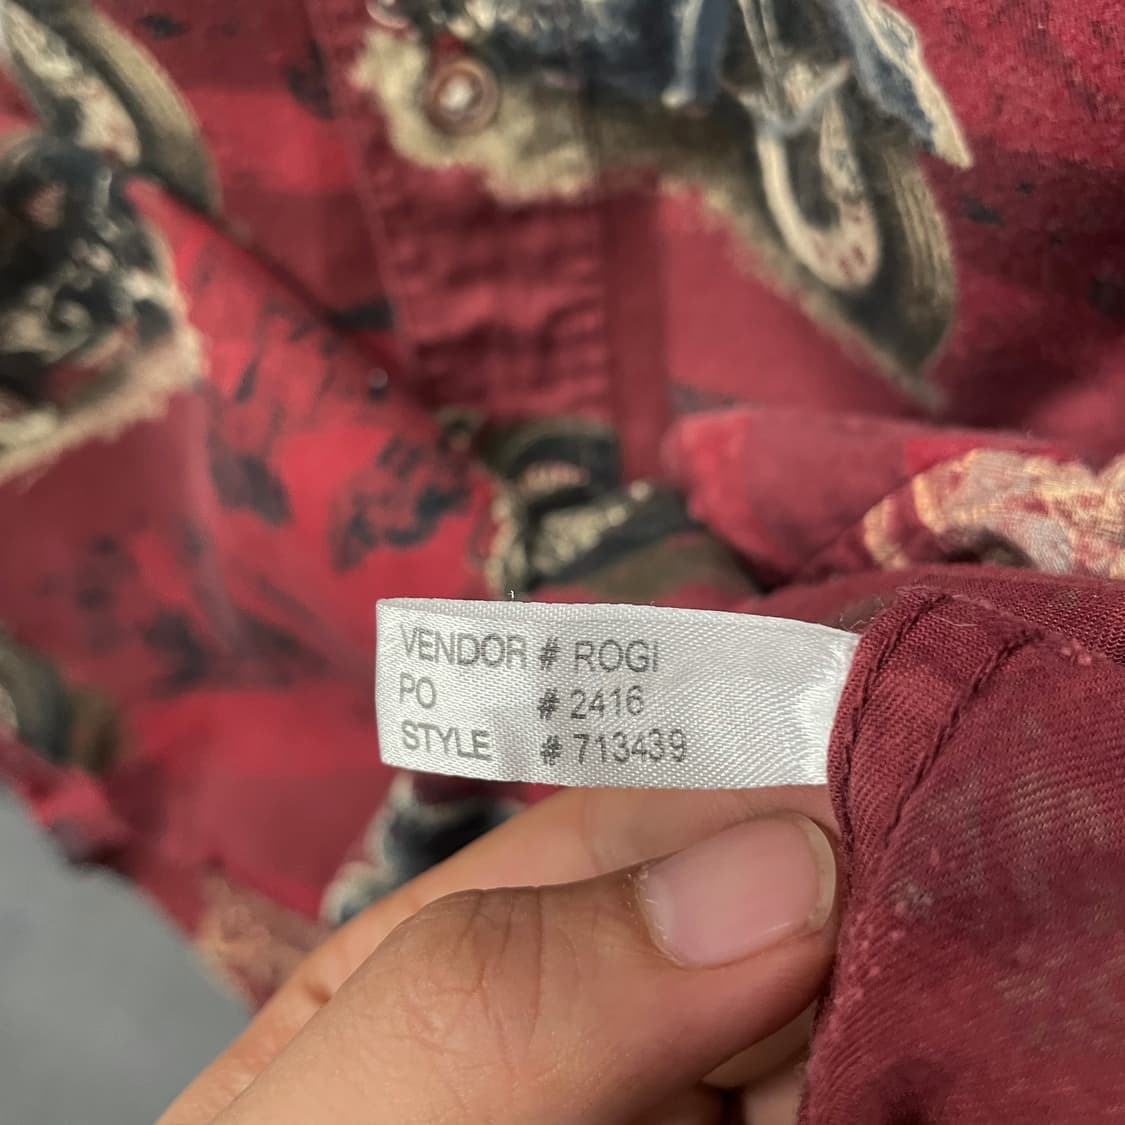 VENDOR # ROGI
PO # 2416
STYLE # 713439